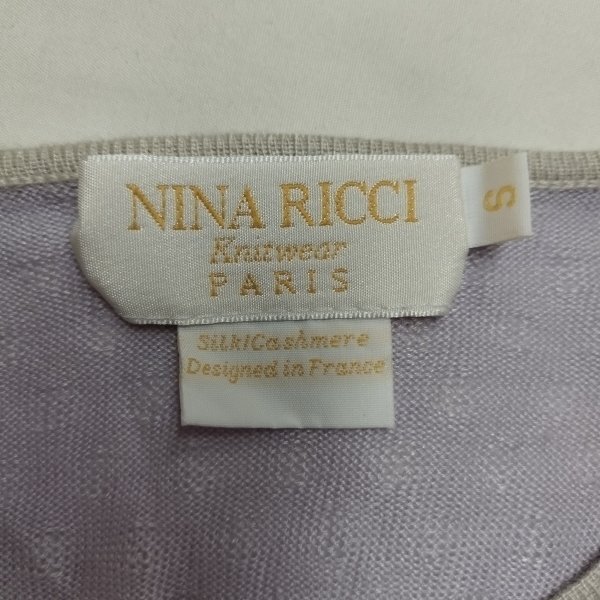 NINA RICCI
Knitwear
PARIS
S
Silk/Cashmere
Designed in France